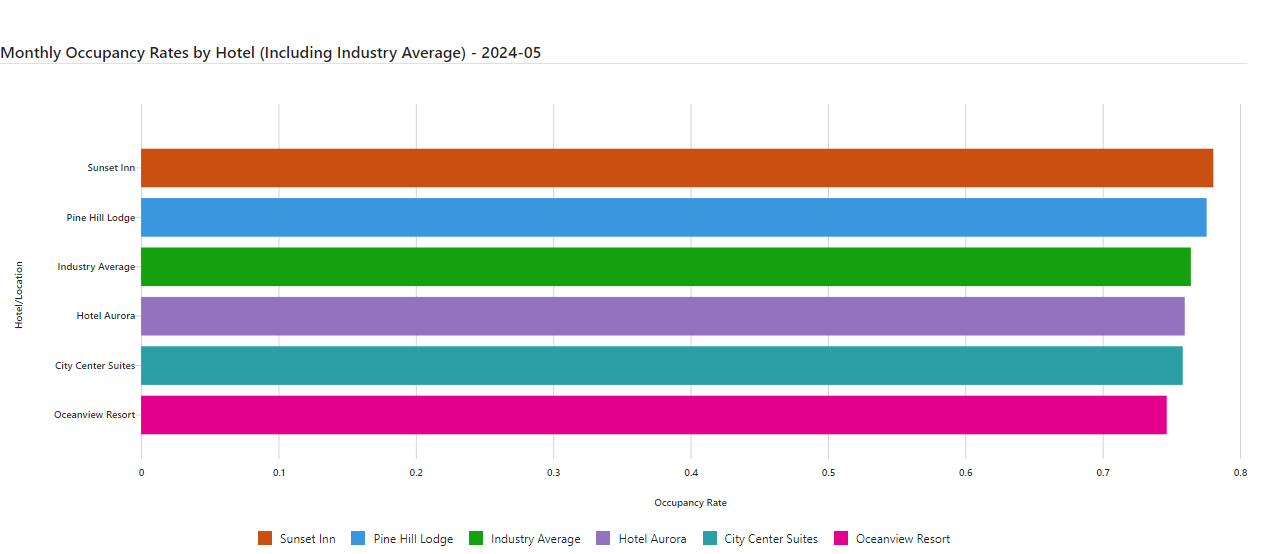 Monthly Occupancy Rates by Hotel (Including Industry Average) - 2024-05
Sunset Inn
Pine Hill Lodge
Industry Average
Hotel Aurora
City Center Suites
Oceanview Resort
Hotel/Location
0 0.1 0.2 0.3 0.4 0.5 0.6 0.7 0.8
Occupancy Rate
Sunset Inn Pine Hill Lodge Industry Average Hotel Aurora City Center Suites Oceanview Resort